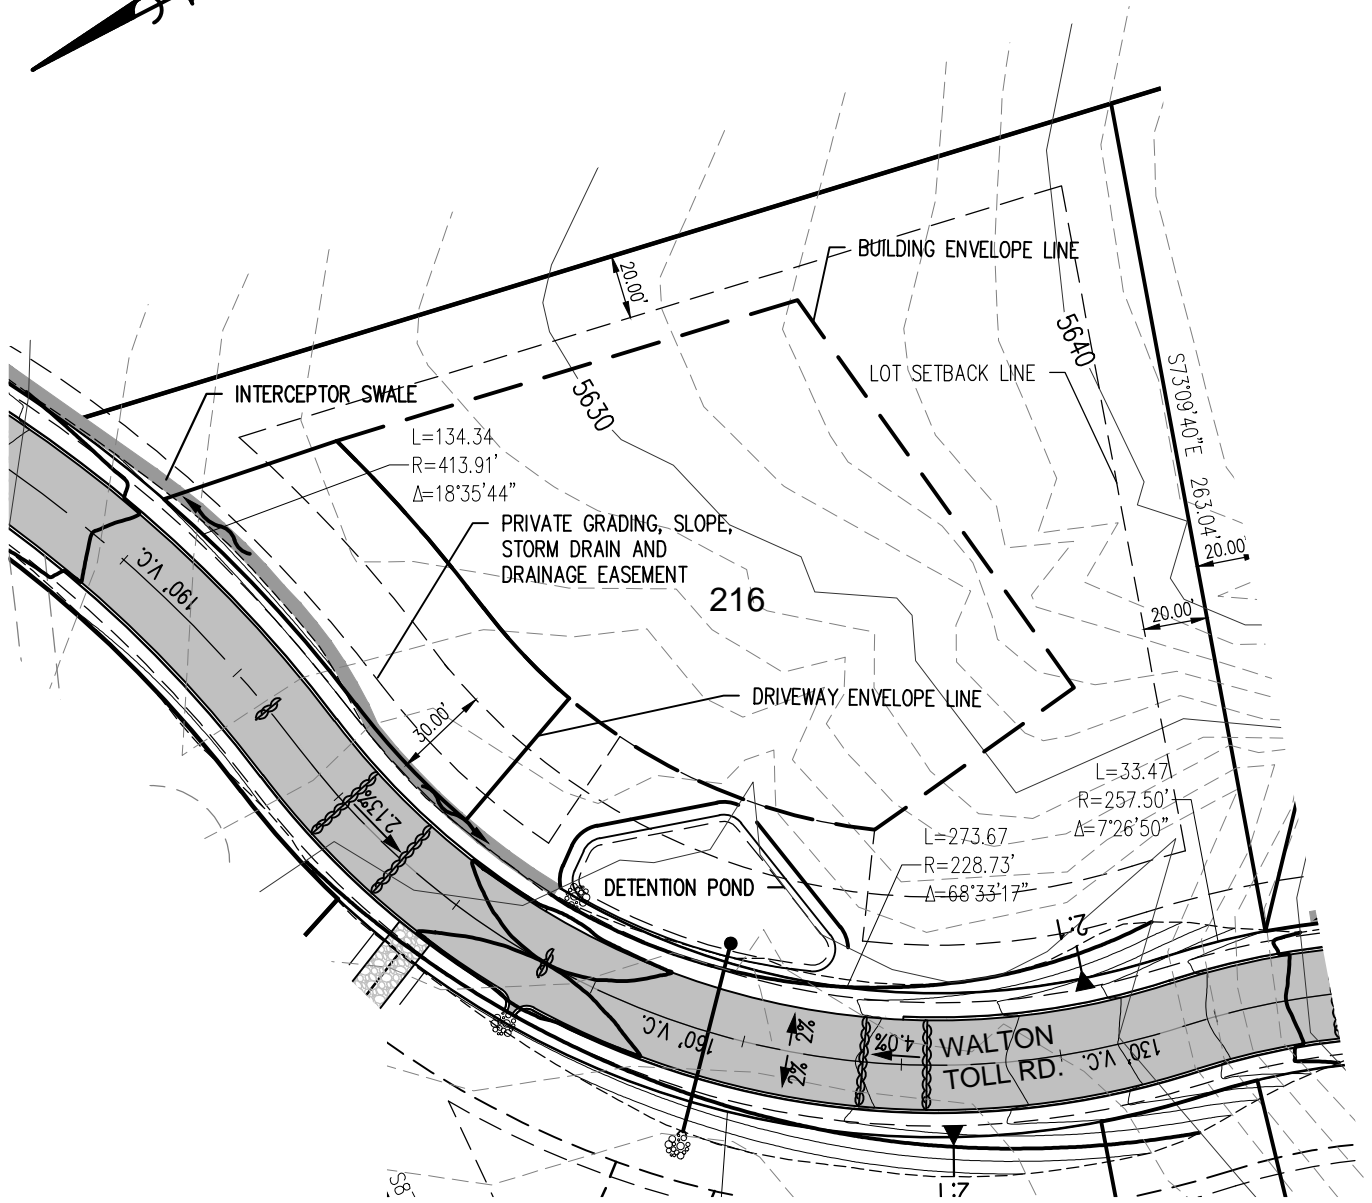 BUILDING ENVELOPE LINE
20.00'
5640
LOT SETBACK LINE
S73°09'40"E 263.04'
INTERCEPTOR SWALE
5630
L=134.34
R=413.91'
Δ=18°35'44"
PRIVATE GRADING, SLOPE,
STORM DRAIN AND
DRAINAGE EASEMENT
20.00'
20.00'
216
190' V.C.
DRIVEWAY ENVELOPE LINE
30.00'
L=33.47
R=257.50'
Δ=7°26'50"
2.13%
L=273.67
R=228.73'
Δ=68°33'17"
DETENTION POND
2:1
160' V.C.
2%
2%
4.0%
WALTON
TOLL RD.
130' V.C.